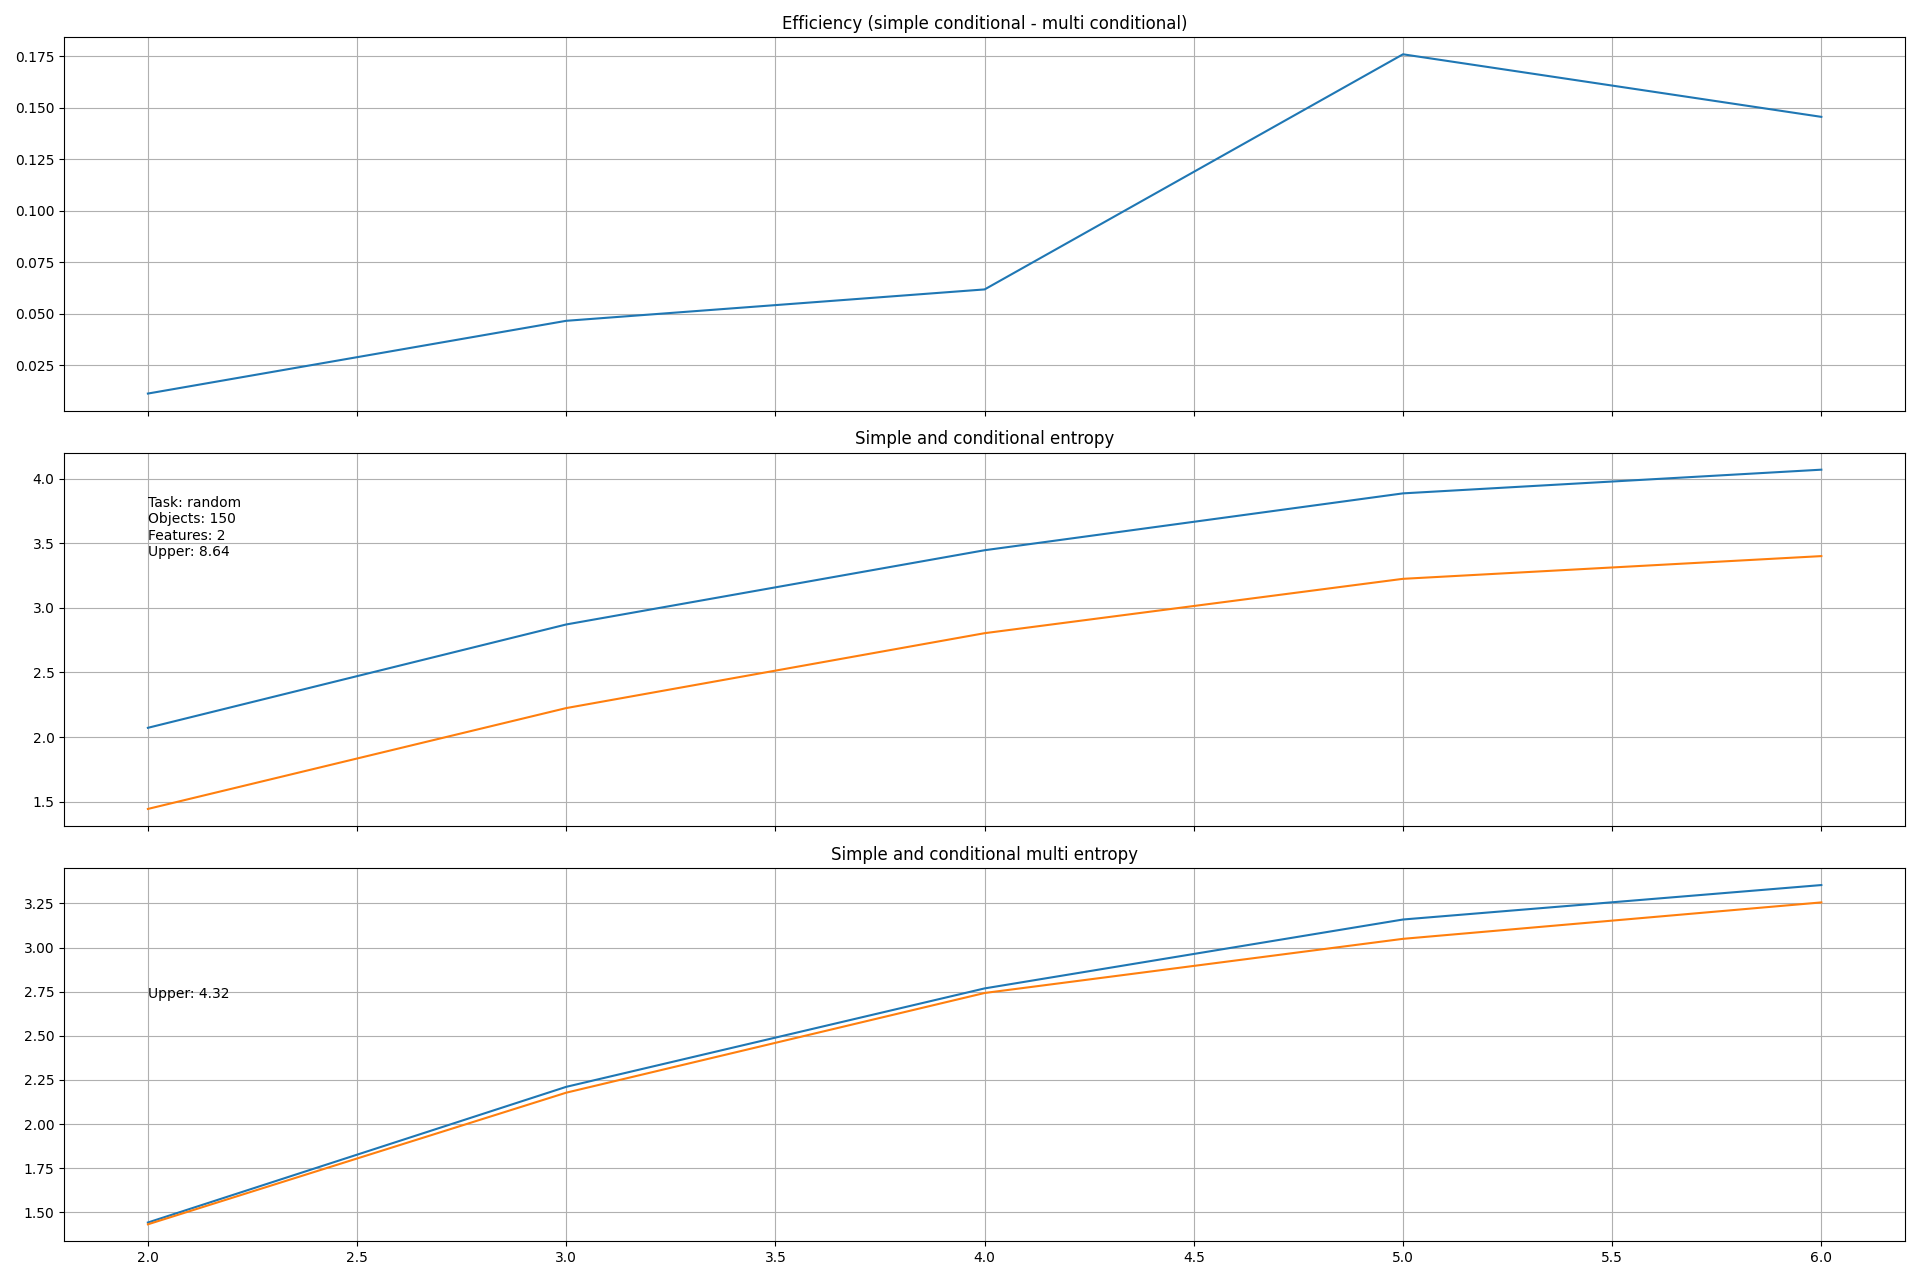 Efficiency (simple conditional - multi conditional)
0.175
0.150
0.125
0.100
0.075
0.050
0.025
Simple and conditional entropy
4.0
3.5
3.0
2.5
2.0
1.5
Task: random
Objects: 150
Features: 2
Upper: 8.64
Simple and conditional multi entropy
3.25
3.00
2.75
2.50
2.25
2.00
1.75
1.50
Upper: 4.32
2.0 2.5 3.0 3.5 4.0 4.5 5.0 5.5 6.0